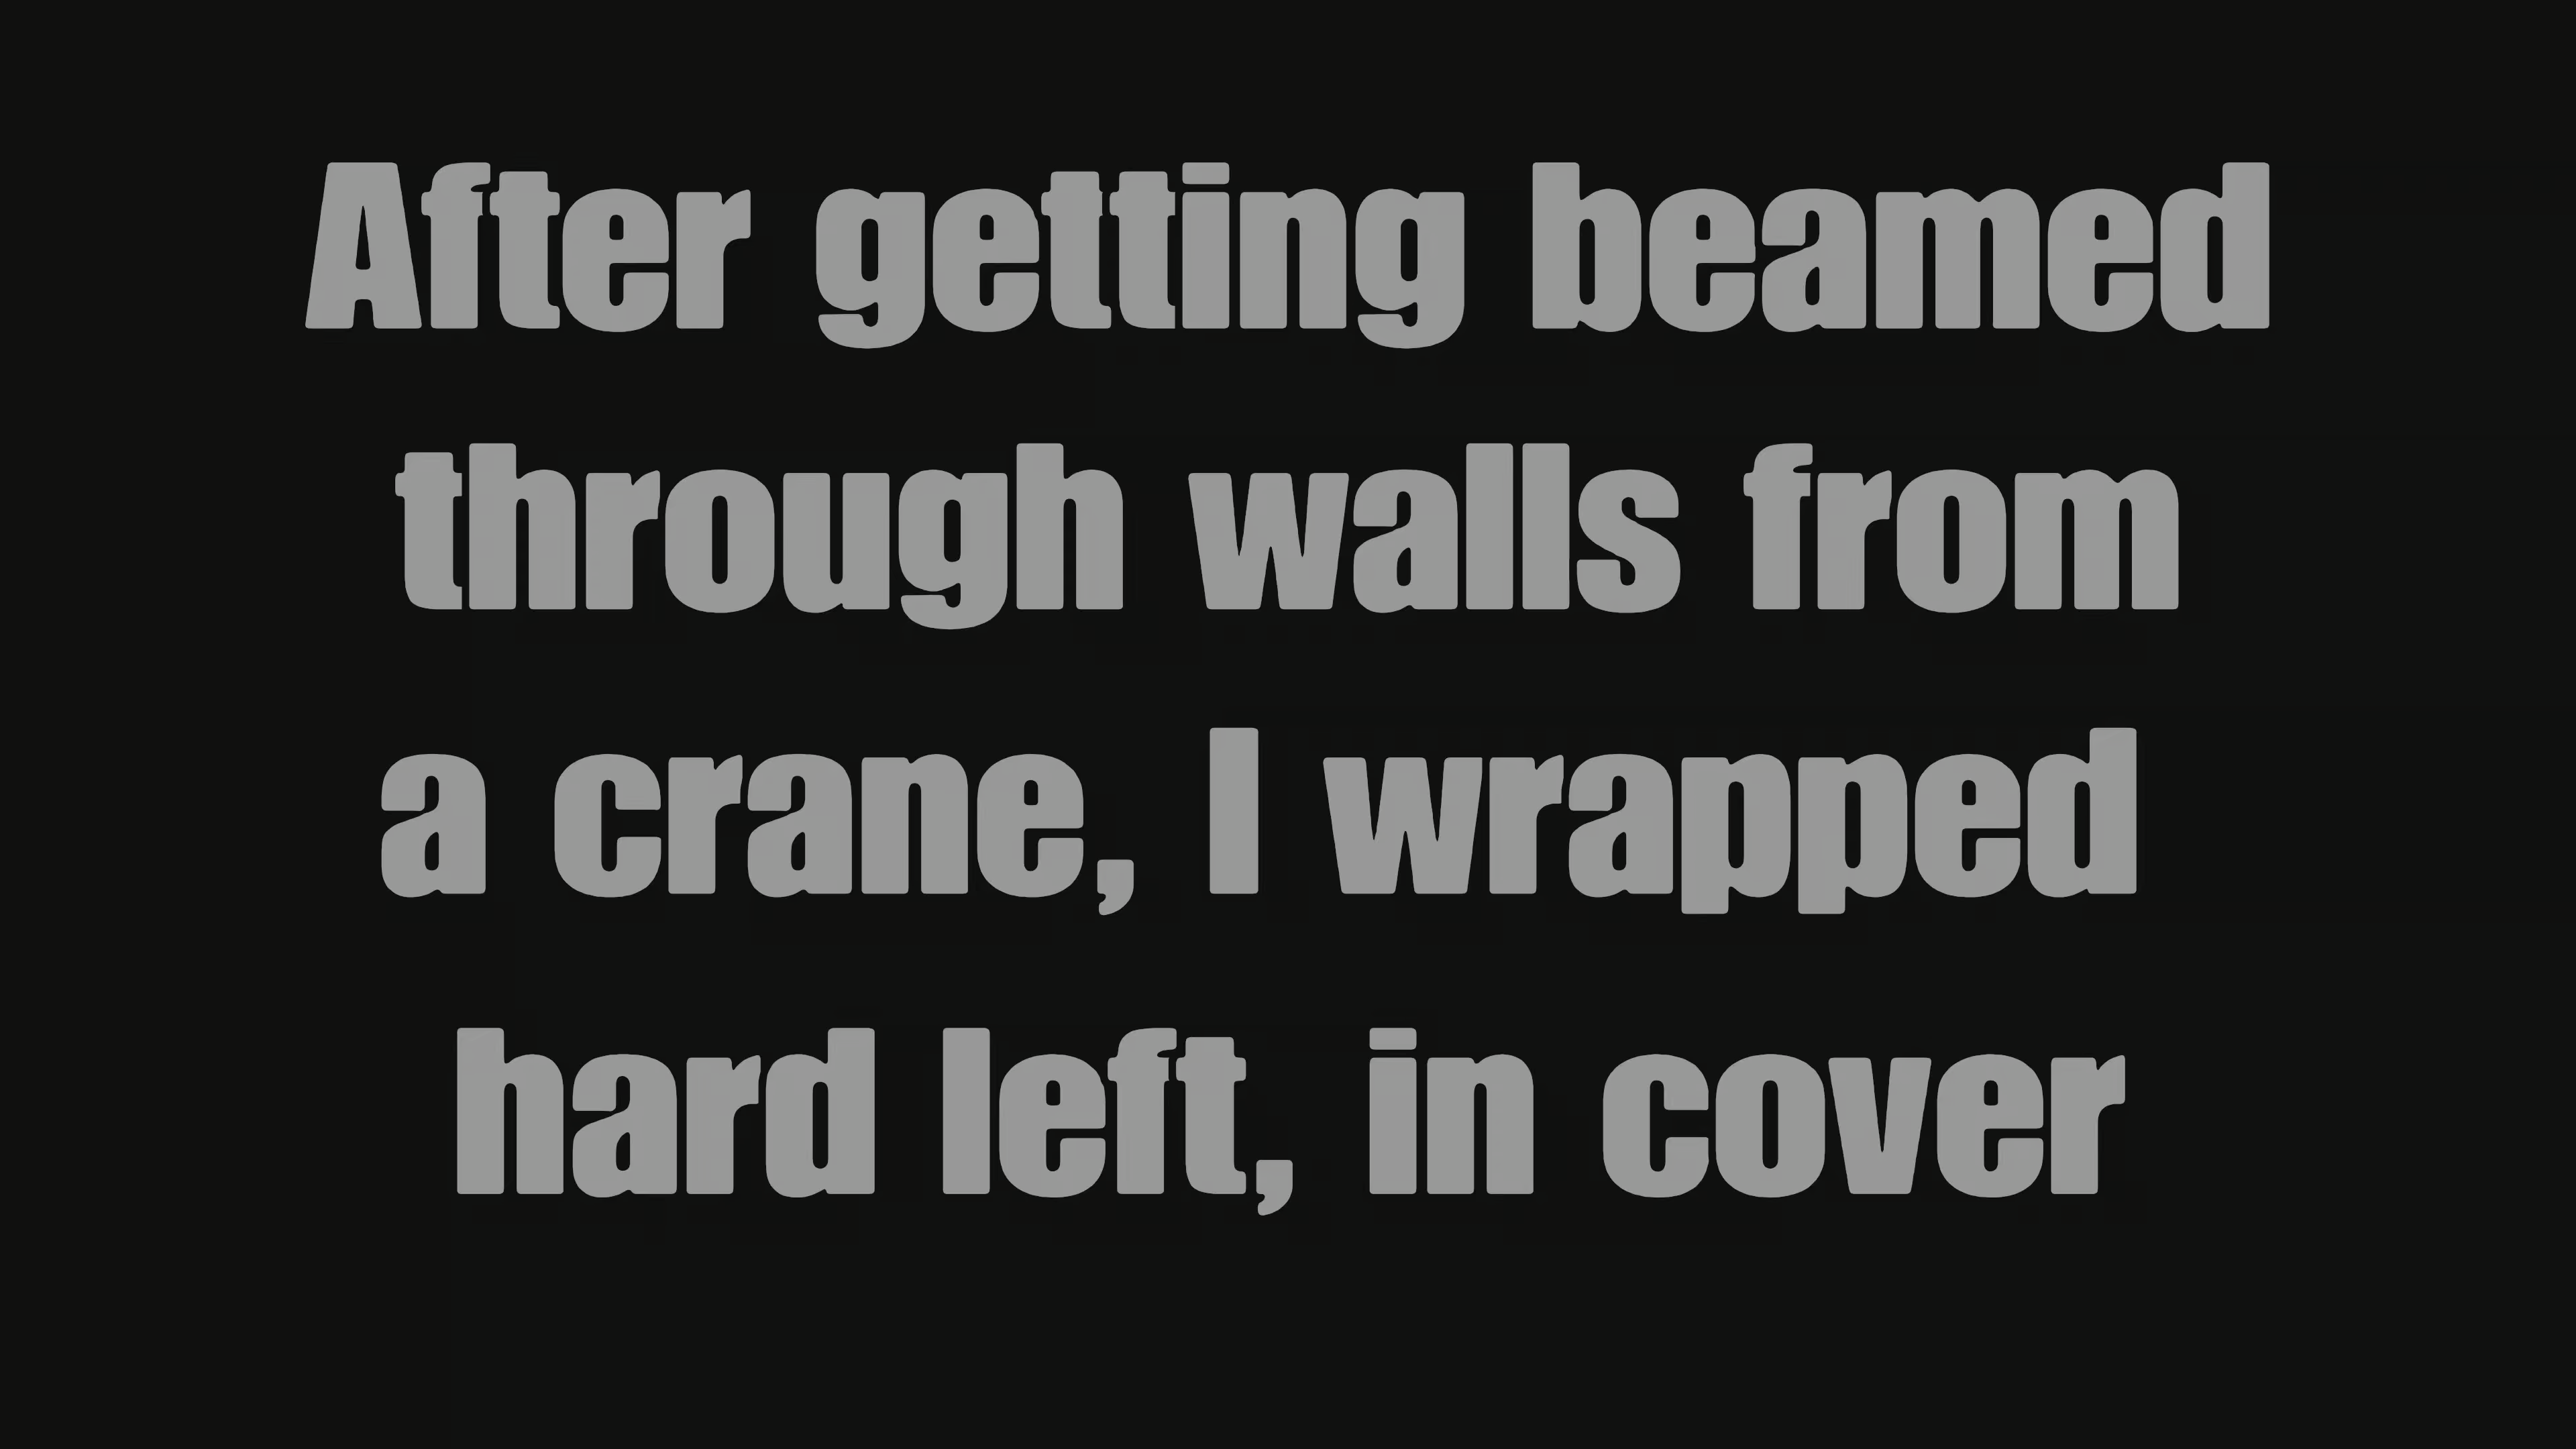 After getting beamed
through walls from
a crane, I wrapped
hard left, in cover